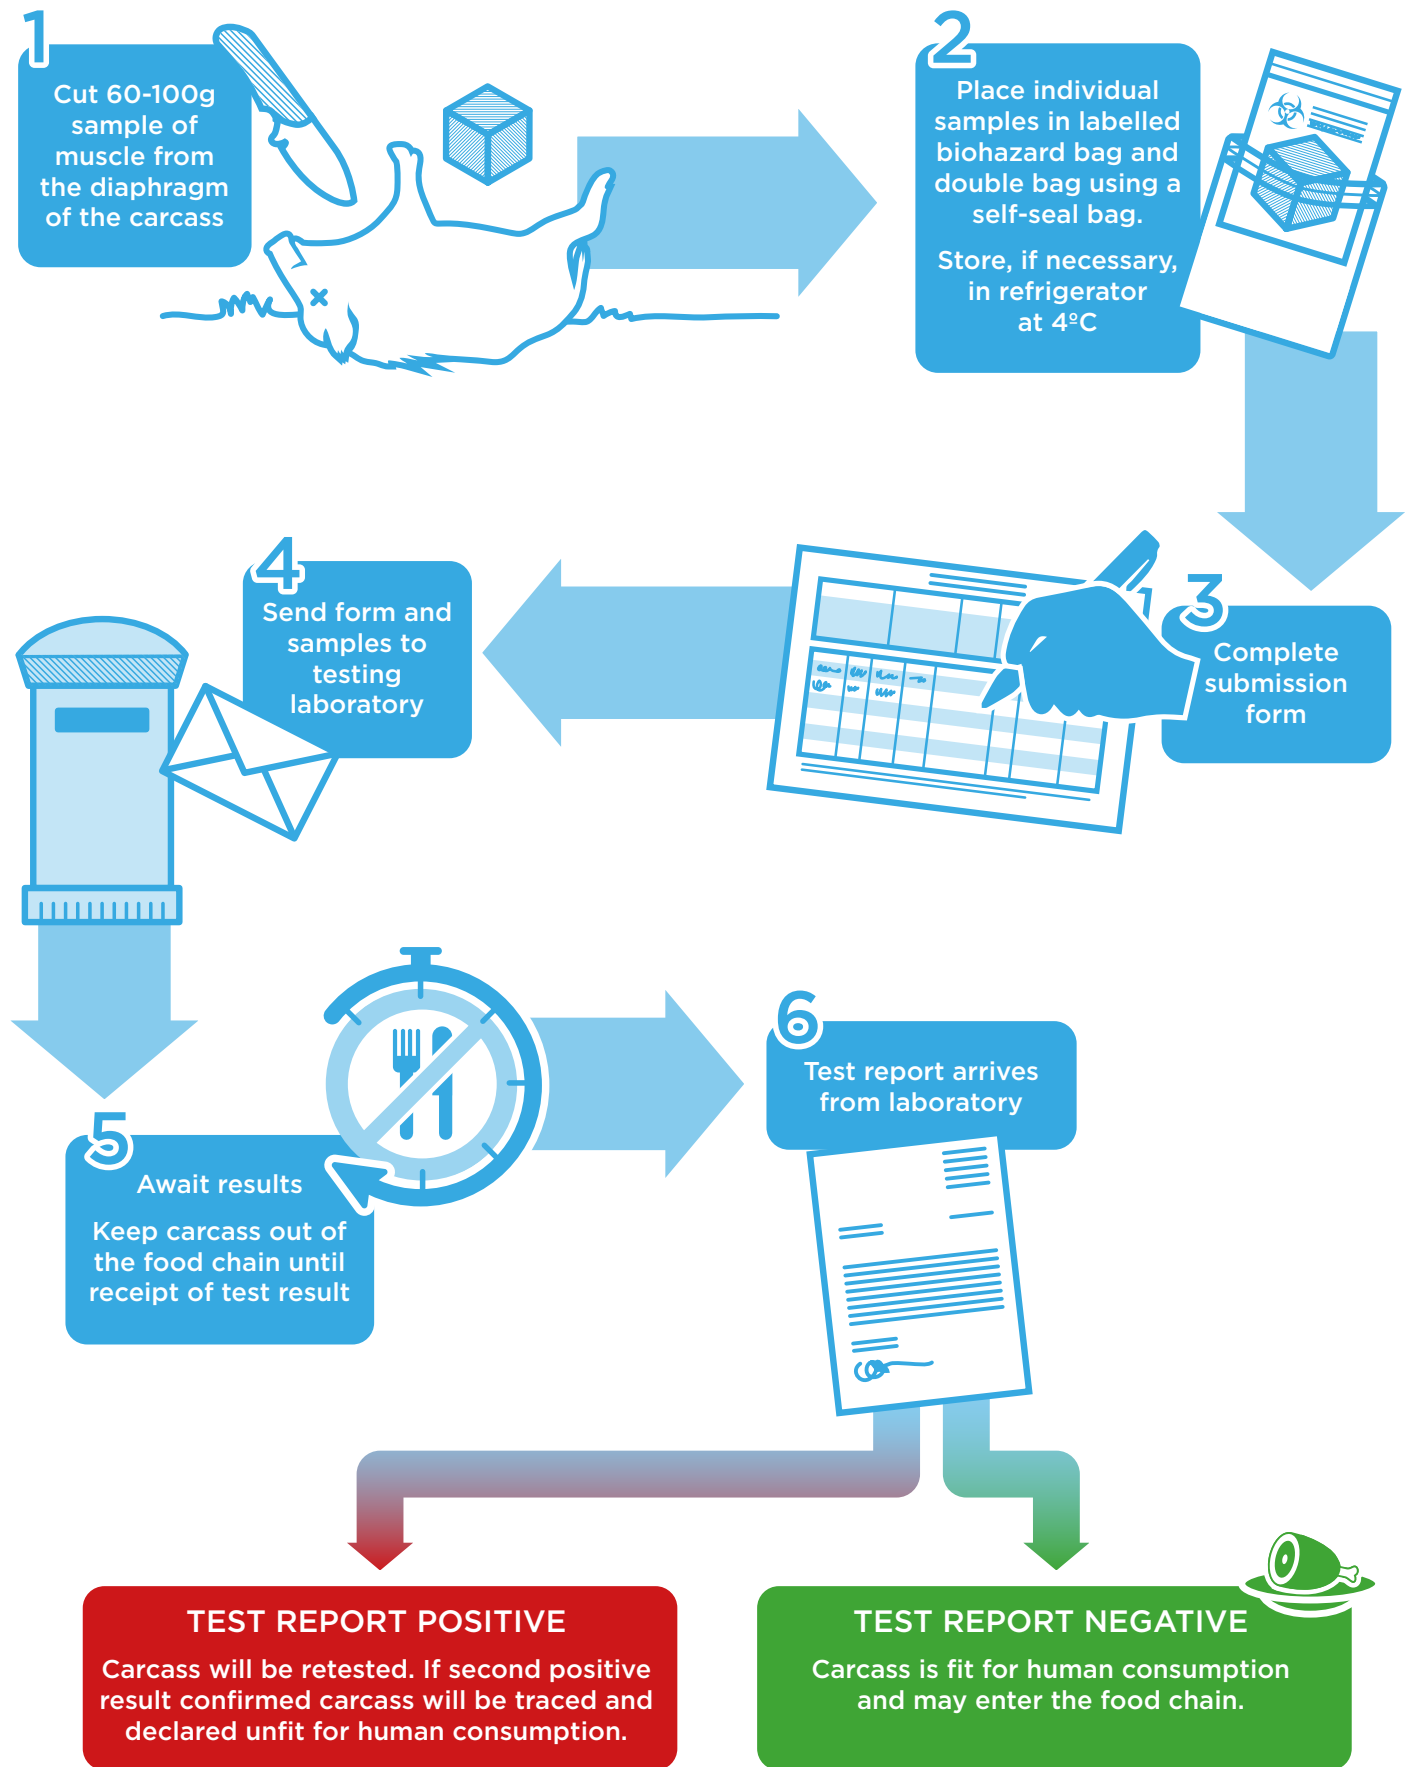 1
Cut 60-100g
sample of
muscle from
the diaphragm
of the carcass
2
Place individual
samples in labelled
biohazard bag and
double bag using a
self-seal bag.
Store, if necessary,
in refrigerator
at 4ºC
3
Complete
submission
form
4
Send form and
samples to
testing
laboratory
5
Await results
Keep carcass out of
the food chain until
receipt of test result
6
Test report arrives
from laboratory
TEST REPORT POSITIVE
Carcass will be retested. If second positive
result confirmed carcass will be traced and
declared unfit for human consumption.
TEST REPORT NEGATIVE
Carcass is fit for human consumption
and may enter the food chain.